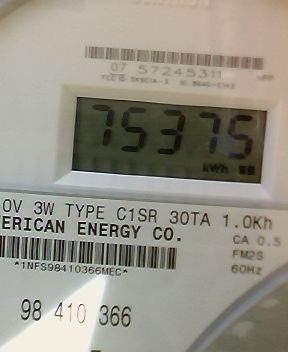 07 57245311
75375
kWh
0V 3W TYPE C1SR 30TA 1.0Kh
ERICAN ENERGY CO.
CA 0.5
*1NFS98410366MEC*
FM2S
60Hz
98 410 366